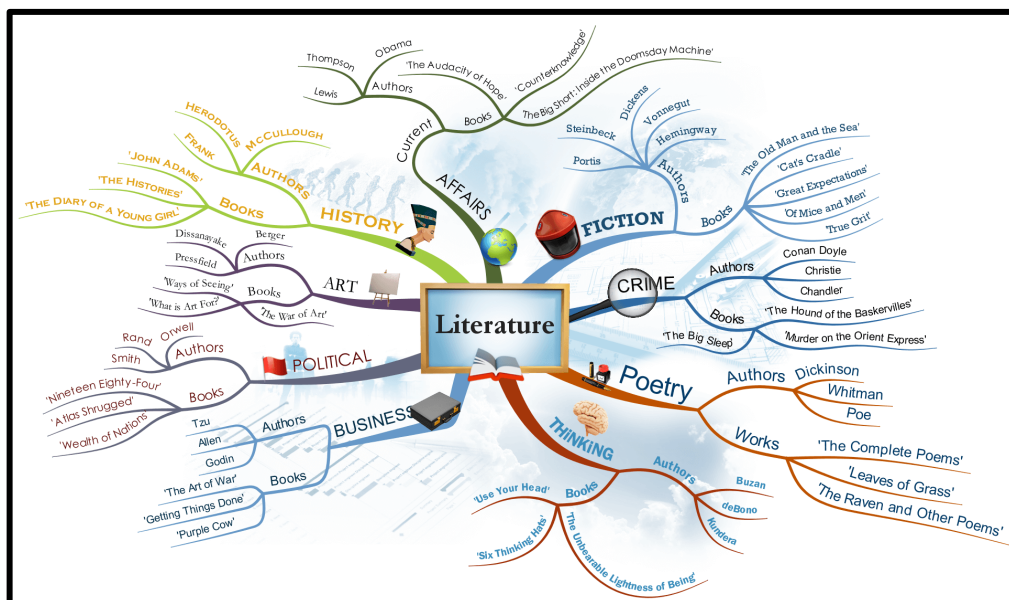 Literature
Current
AFFAIRS
Authors
Thompson
Obama
Lewis
Books
'The Audacity of Hope'
'Counterknowledge'
The Big Short: Inside the Doomsday Machine'
FICTION
Authors
Dickens
Vonnegut
Steinbeck
Hemingway
Portis
Books
'The Old Man and the Sea'
'Cat's Cradle'
'Great Expectations'
'Of Mice and Men'
'True Grit'
CRIME
Authors
Conan Doyle
Christie
Chandler
Books
'The Hound of the Baskervilles'
'The Big Sleep'
'Murder on the Orient Express'
Poetry
Authors
Dickinson
Whitman
Poe
Works
'The Complete Poems'
'Leaves of Grass'
'The Raven and Other Poems'
THiNKiNG
Authors
Buzan
deBono
Kundera
Books
'Use Your Head'
'Six Thinking Hats'
'The Unbearable Lightness of Being'
BUSINESS
Authors
Tzu
Allen
Godin
Books
'The Art of War'
'Getting Things Done'
'Purple Cow'
POLITICAL
Authors
Rand
Orwell
Smith
Books
'Nineteen Eighty-Four'
'Atlas Shrugged'
'Wealth of Nations'
ART
Authors
Dissanayake
Berger
Pressfield
Books
'Ways of Seeing'
'What is Art For?'
'The War of Art'
HISTORY
AUTHORS
HERODOTUS
MCCULLOUGH
FRANK
BOOKS
'JOHN ADAMS'
'THE HISTORIES'
'THE DIARY OF A YOUNG GIRL'